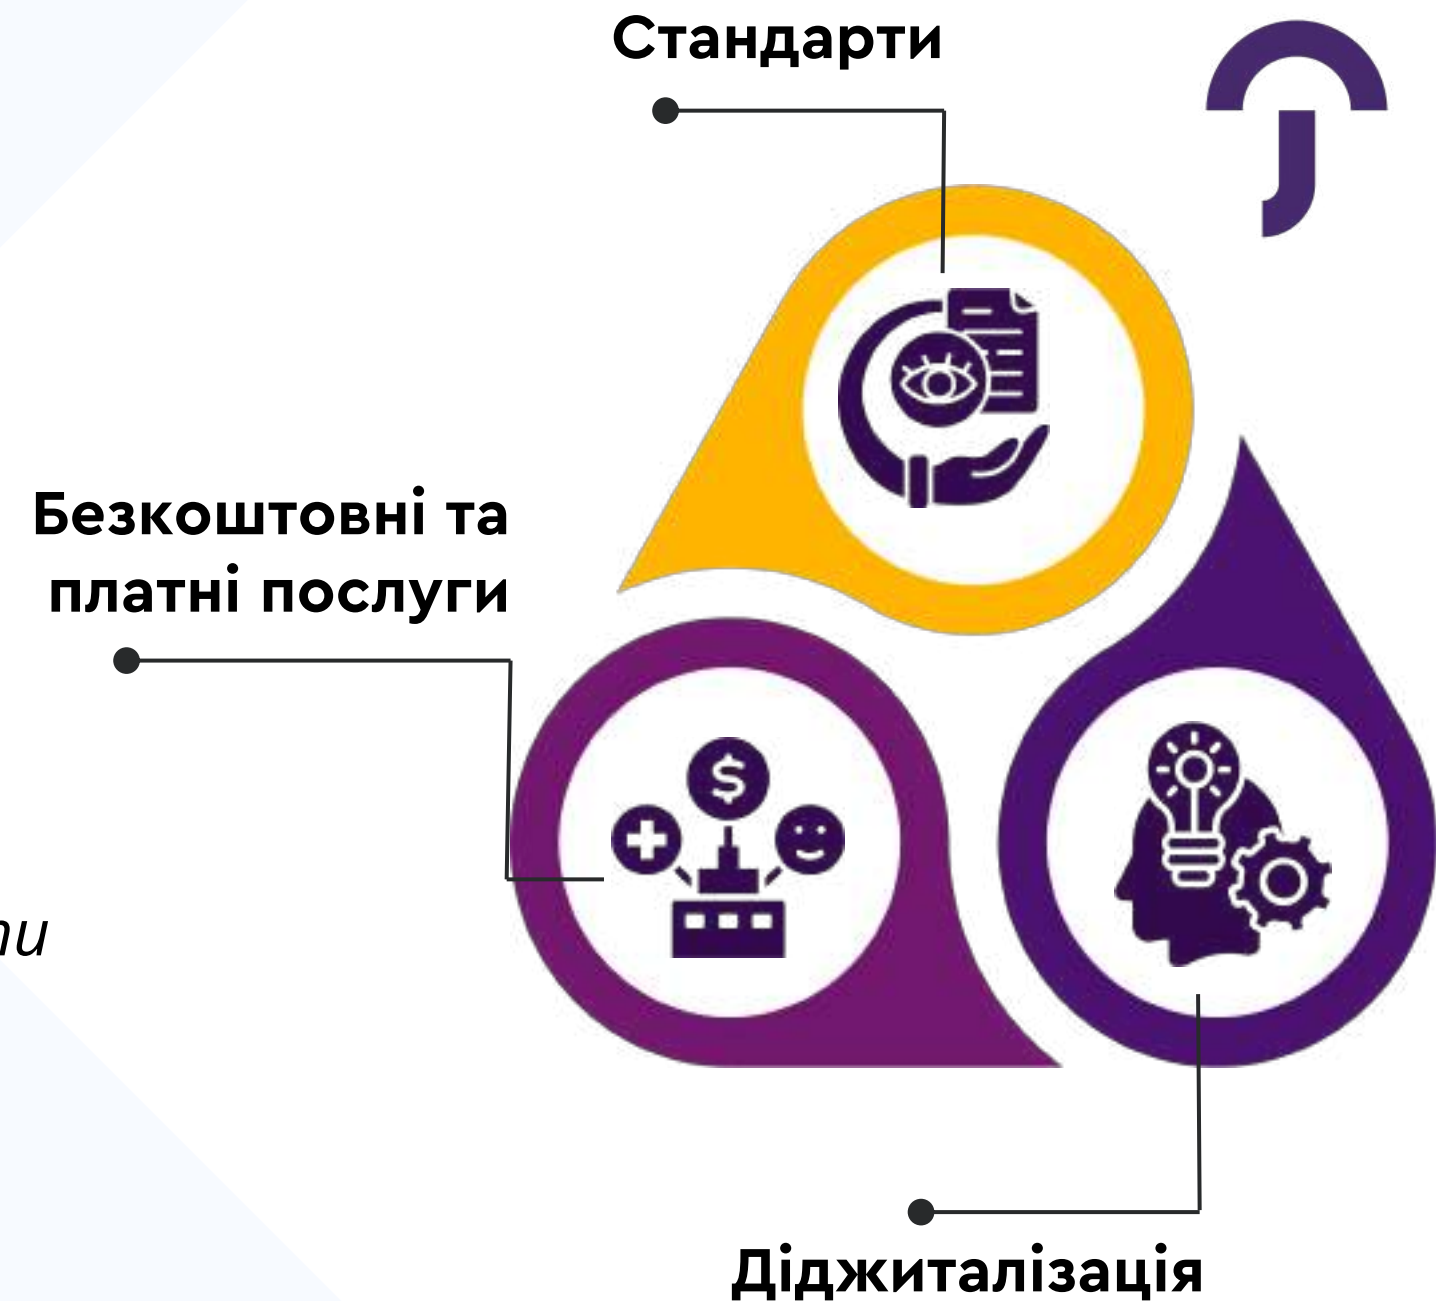 Стандарти
Безкоштовні та
платні послуги
Діджиталізація